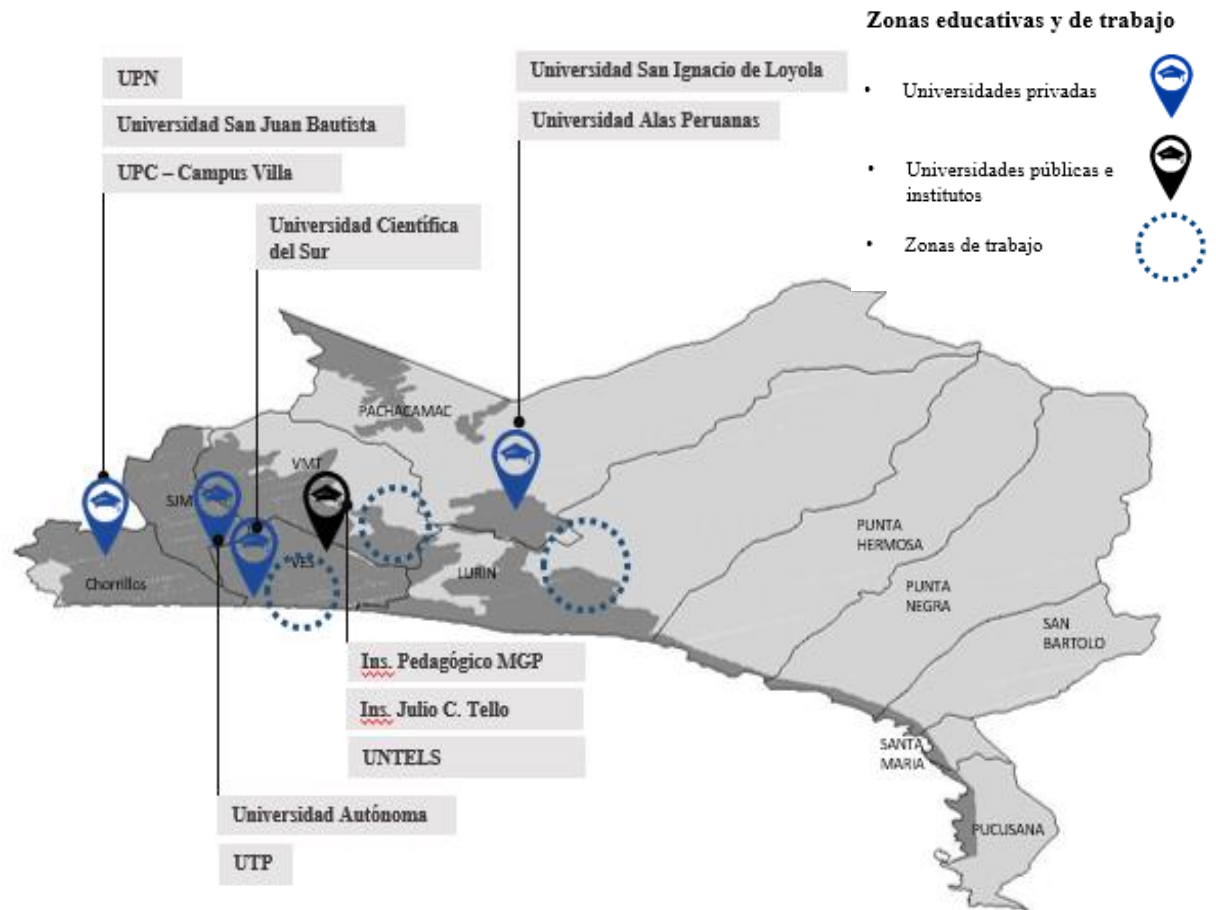 Zonas educativas y de trabajo
• Universidades privadas
• Universidades públicas e
institutos
• Zonas de trabajo
UPN
Universidad San Juan Bautista
UPC – Campus Villa
Universidad Científica
del Sur
Universidad San Ignacio de Loyola
Universidad Alas Peruanas
PACHACAMAC
VMT
SJM
VES
Chorrillos
LURIN
PUNTA
HERMOSA
PUNTA
NEGRA
SAN
BARTOLO
SANTA
MARIA
PUCUSANA
Ins. Pedagógico MGP
Ins. Julio C. Tello
UNTELS
Universidad Autónoma
UTP